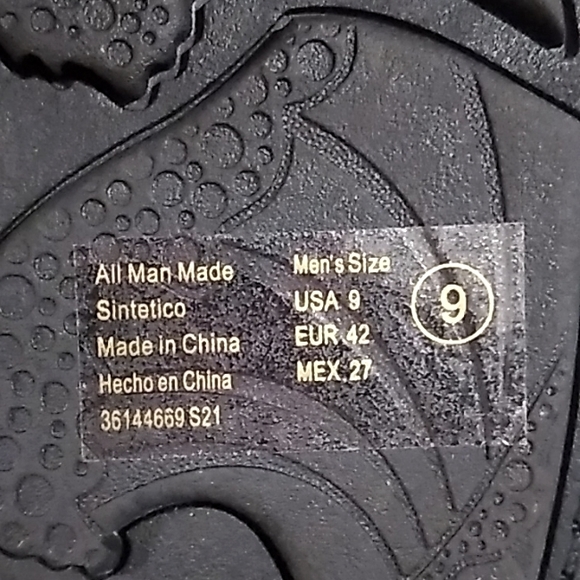 All Man Made
Sintetico
Made in China
Hecho en China
36144669 S21
Men's Size
USA 9
EUR 42
MEX 27
9